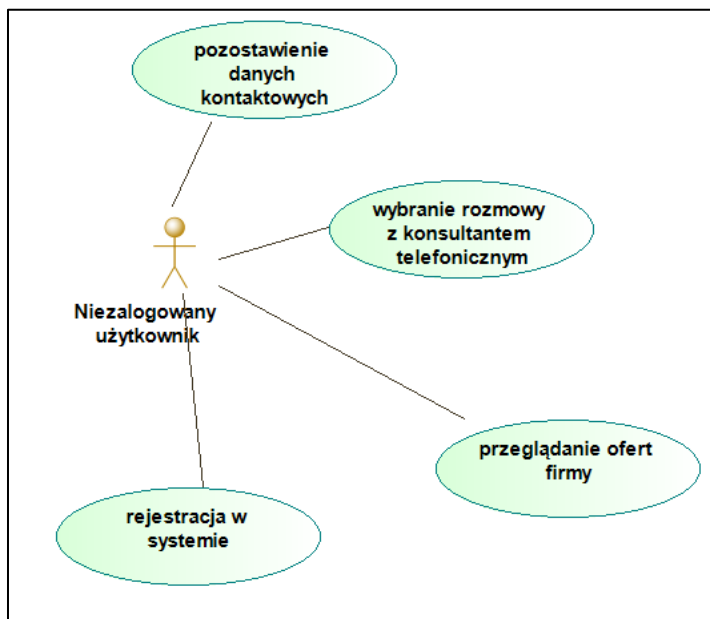 pozostawienie
danych
kontaktowych
wybranie rozmowy
z konsultantem
telefonicznym
Niezalogowany
użytkownik
przeglądanie ofert
firmy
rejestracja w
systemie